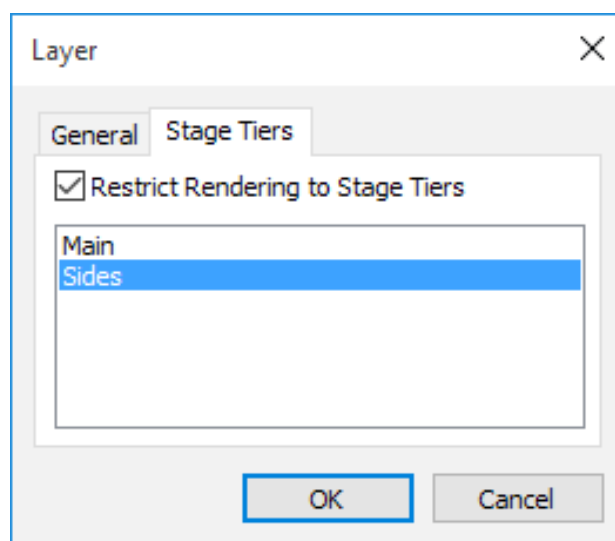 Layer
General
Stage Tiers
Restrict Rendering to Stage Tiers
Main
Sides
OK
Cancel